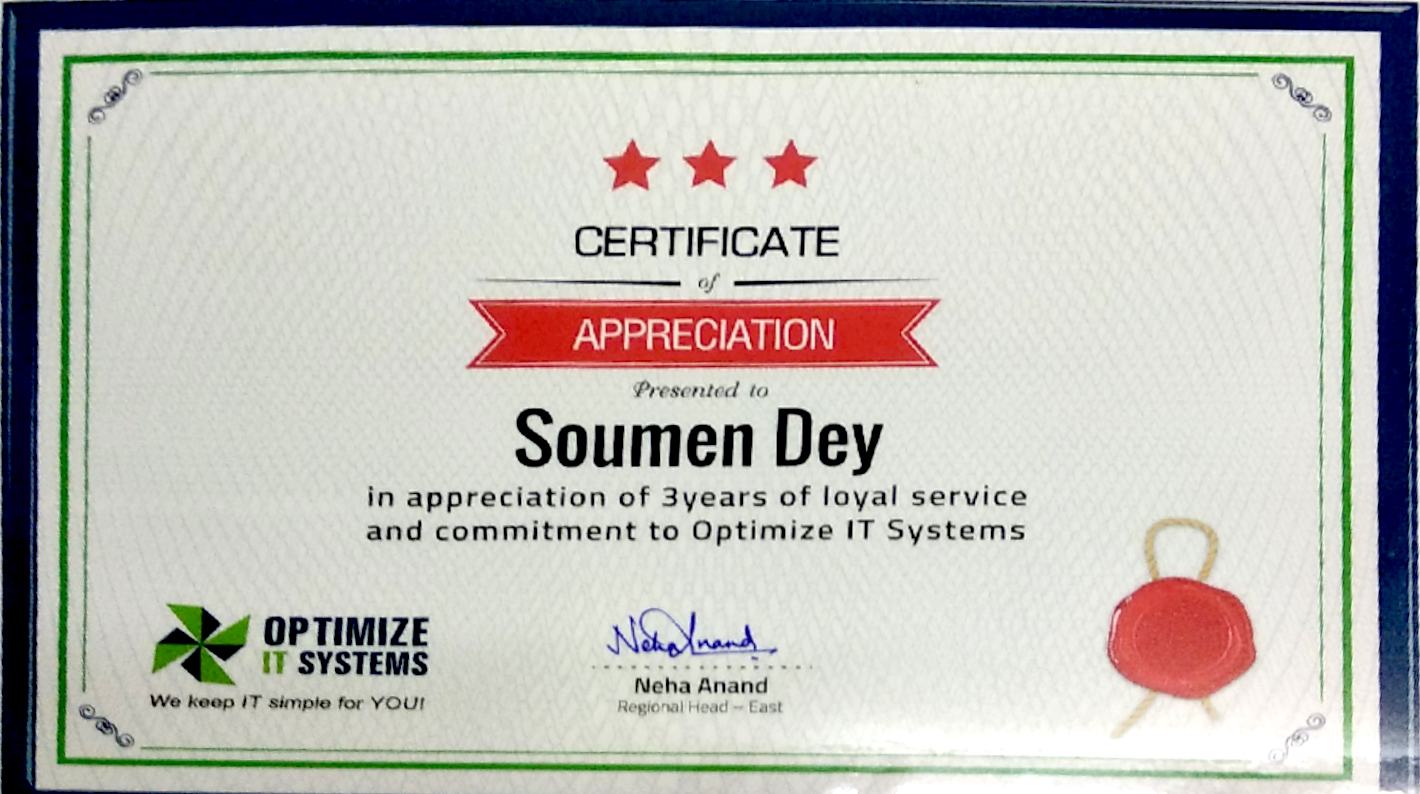 CERTIFICATE
of
APPRECIATION
Presented to
Soumen Dey
in appreciation of 3years of loyal service
and commitment to Optimize IT Systems
OPTIMIZE
IT SYSTEMS
We keep IT simple for YOU!
Neha Anand
Neha Anand
Regional Head – East